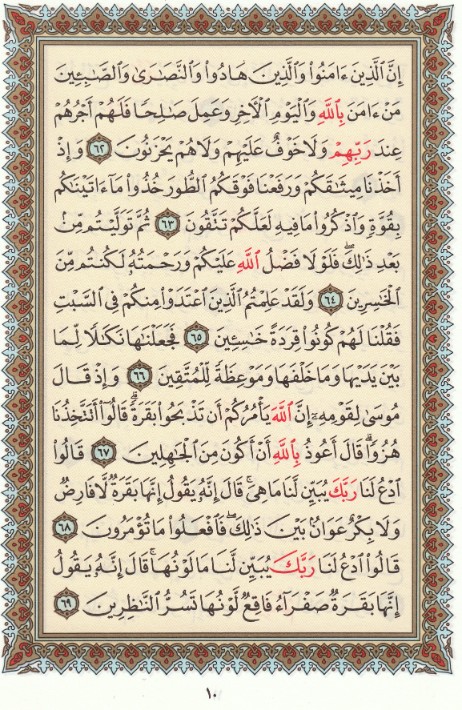 إِنَّ ٱلَّذِينَ ءَامَنُوا۟ وَٱلَّذِينَ هَادُوا۟ وَٱلنَّصَٰرَىٰ وَٱلصَّٰبِـِٔينَ
مَنْ ءَامَنَ بِٱللَّهِ وَٱلْيَوْمِ ٱلْـَٔاخِرِ وَعَمِلَ صَٰلِحًا فَلَهُمْ أَجْرُهُمْ
عِندَ رَبِّهِمْ وَلَا خَوْفٌ عَلَيْهِمْ وَلَا هُمْ يَحْزَنُونَ ٦٢ وَإِذْ
أَخَذْنَا مِيثَٰقَكُمْ وَرَفَعْنَا فَوْقَكُمُ ٱلطُّورَ خُذُوا۟ مَآ ءَاتَيْنَٰكُم
بِقُوَّةٍ وَٱذْكُرُوا۟ مَا فِيهِ لَعَلَّكُمْ تَتَّقُونَ ٦٣ ثُمَّ تَوَلَّيْتُم مِّنۢ
بَعْدِ ذَٰلِكَ ۖ فَلَوْلَا فَضْلُ ٱللَّهِ عَلَيْكُمْ وَرَحْمَتُهُۥ لَكُنتُم مِّنَ
ٱلْخَٰسِرِينَ ٦٤ وَلَقَدْ عَلِمْتُمُ ٱلَّذِينَ ٱعْتَدَوْا۟ مِنكُمْ فِى ٱلسَّبْتِ
فَقُلْنَا لَهُمْ كُونُوا۟ قِرَدَةً خَٰسِـِٔينَ ٦٥ فَجَعَلْنَٰهَا نَكَٰلًا لِّمَا
بَيْنَ يَدَيْهَا وَمَا خَلْفَهَا وَمَوْعِظَةً لِّلْمُتَّقِينَ ٦٦ وَإِذْ قَالَ
مُوسَىٰ لِقَوْمِهِۦٓ إِنَّ ٱللَّهَ يَأْمُرُكُمْ أَن تَذْبَحُوا۟ بَقَرَةً ۖ قَالُوٓا۟ أَتَتَّخِذُنَا
هُزُوًا ۖ قَالَ أَعُوذُ بِٱللَّهِ أَنْ أَكُونَ مِنَ ٱلْجَٰهِلِينَ ٦٧ قَالُوا۟
ٱدْعُ لَنَا رَبَّكَ يُبَيِّن لَّنَا مَا هِىَ ۚ قَالَ إِنَّهُۥ يَقُولُ إِنَّهَا بَقَرَةٌ لَّا فَارِضٌ
وَلَا بِكْرٌ عَوَانٌۢ بَيْنَ ذَٰلِكَ ۖ فَٱفْعَلُوا۟ مَا تُؤْمَرُونَ ٦٨
قَالُوا۟ ٱدْعُ لَنَا رَبَّكَ يُبَيِّن لَّنَا مَا لَوْنُهَا ۚ قَالَ إِنَّهُۥ يَقُولُ
إِنَّهَا بَقَرَةٌ صَفْرَآءُ فَاقِعٌ لَّوْنُهَا تَسُرُّ ٱلنَّٰظِرِينَ ٦٩
١٠